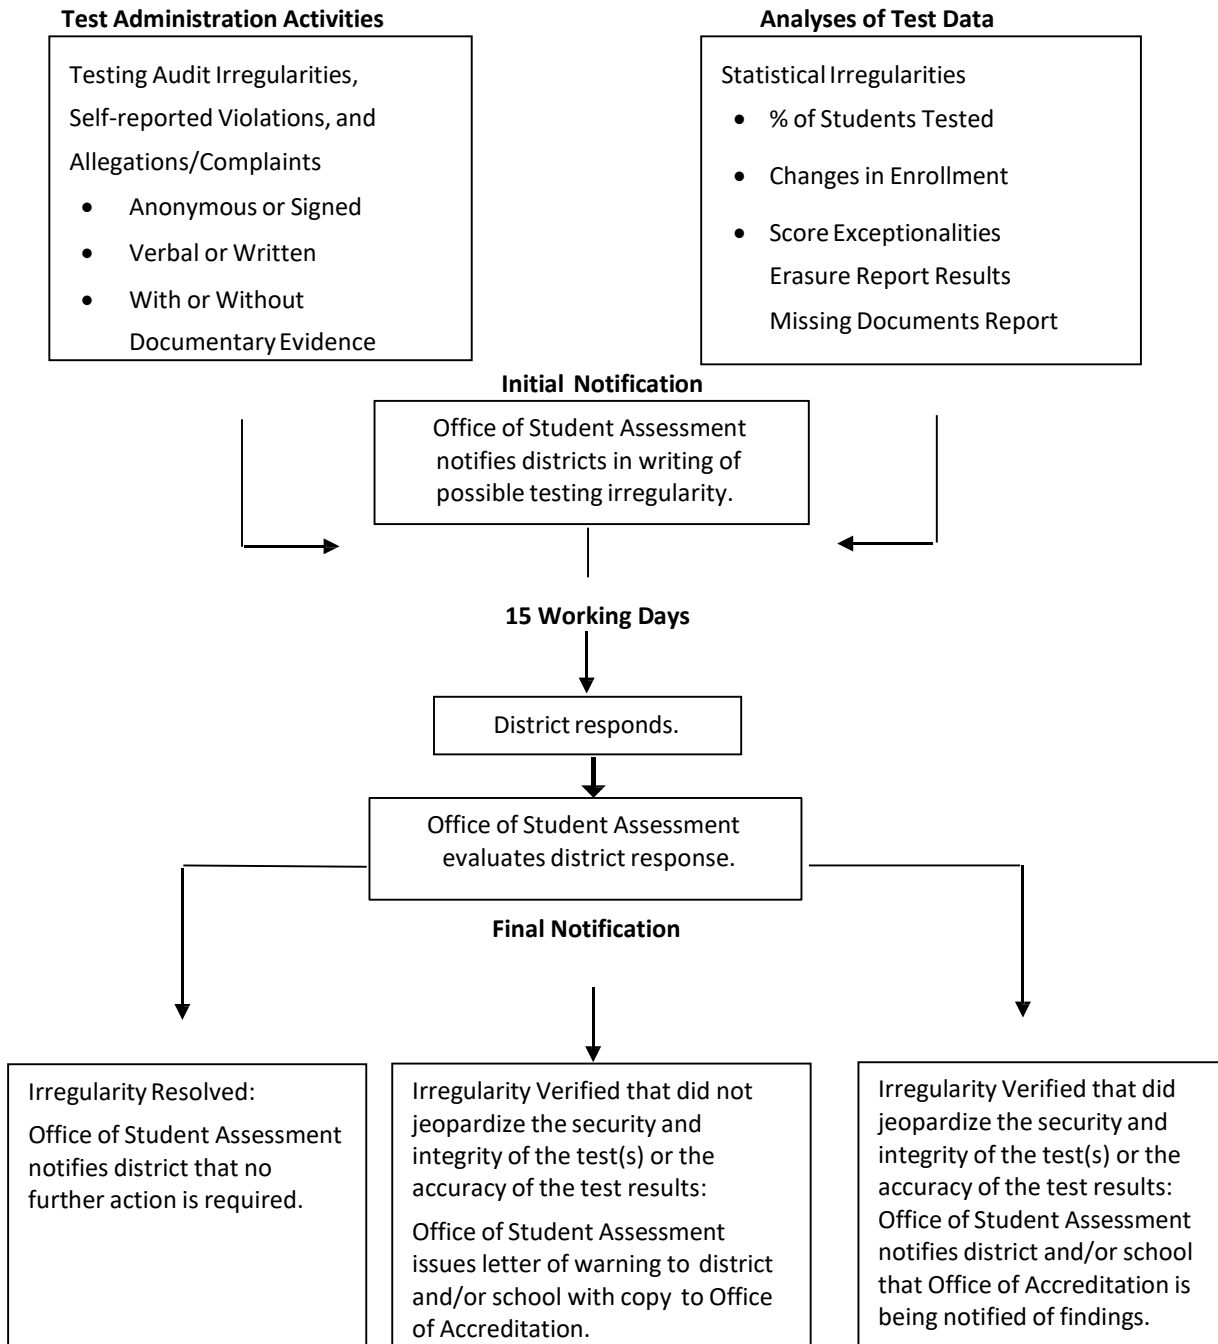 Test Administration Activities
Testing Audit Irregularities,
Self-reported Violations, and
Allegations/Complaints
• Anonymous or Signed
• Verbal or Written
• With or Without
Documentary Evidence
Analyses of Test Data
Statistical Irregularities
• % of Students Tested
• Changes in Enrollment
• Score Exceptionalities
Erasure Report Results
Missing Documents Report
Initial Notification
Office of Student Assessment
notifies districts in writing of
possible testing irregularity.
15 Working Days
District responds.
Office of Student Assessment
evaluates district response.
Final Notification
Irregularity Resolved:
Office of Student Assessment
notifies district that no
further action is required.
Irregularity Verified that did not
jeopardize the security and
integrity of the test(s) or the
accuracy of the test results:
Office of Student Assessment
issues letter of warning to district
and/or school with copy to Office
of Accreditation.
Irregularity Verified that did
jeopardize the security and
integrity of the test(s) or the
accuracy of the test results:
Office of Student Assessment
notifies district and/or school
that Office of Accreditation is
being notified of findings.